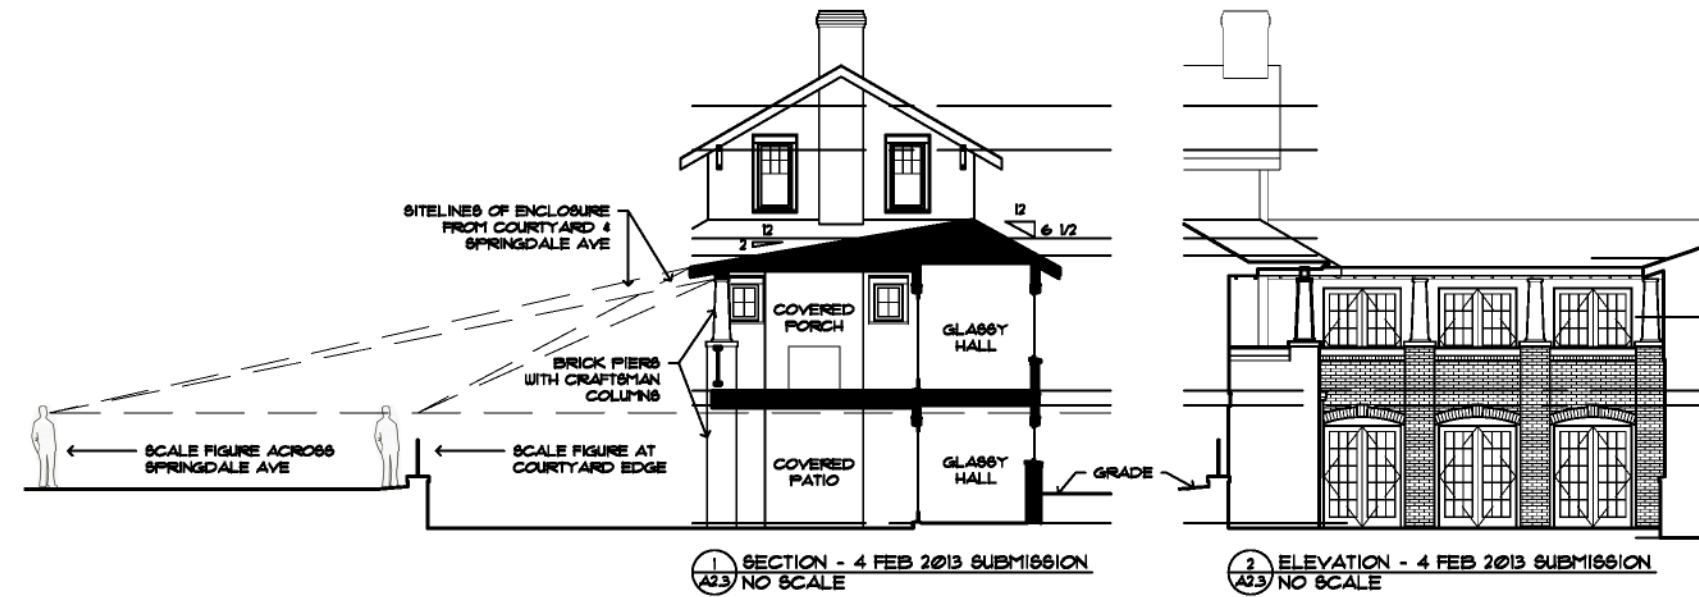 SITELINES OF ENCLOSURE
FROM COURTYARD &
SPRINGDALE AVE
12
2
12
6 1/2
COVERED
PORCH
GLASSY
HALL
BRICK PIERS
WITH CRAFTSMAN
COLUMNS
SCALE FIGURE ACROSS
SPRINGDALE AVE
SCALE FIGURE AT
COURTYARD EDGE
COVERED
PATIO
GLASSY
HALL
GRADE
1
A2.3
SECTION - 4 FEB 2013 SUBMISSION
NO SCALE
2
A2.3
ELEVATION - 4 FEB 2013 SUBMISSION
NO SCALE